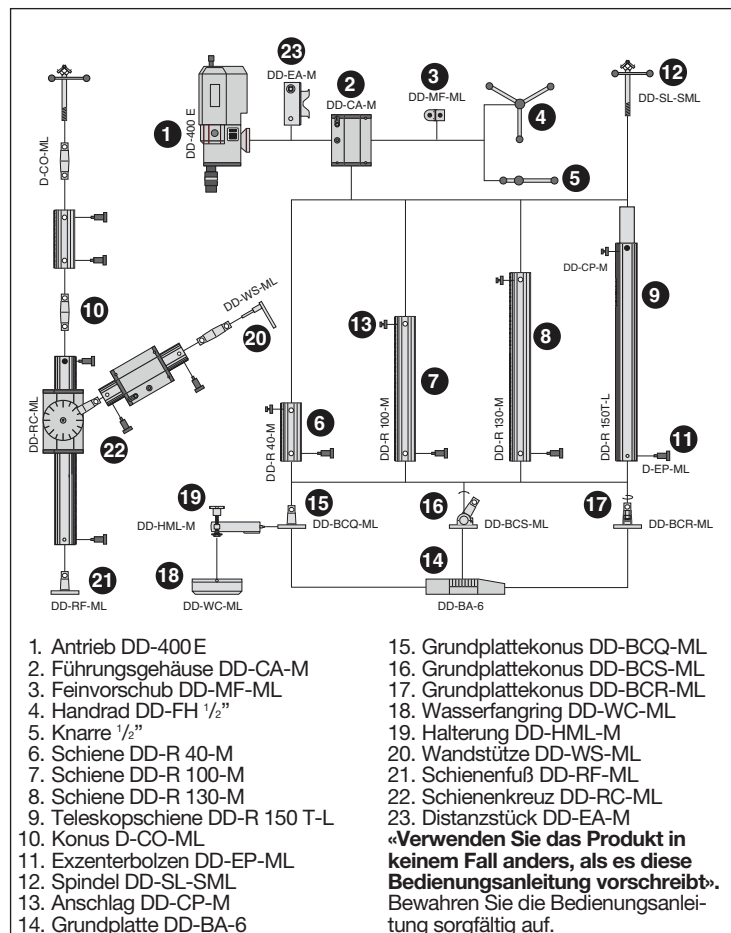 23
DD-EA-M
2
DD-CA-M
3
DD-MF-ML
12
DD-SL-SML
1
DD-400 E
4
5
D-CO-ML
DD-CP-M
9
10
DD-WS-ML
20
13
8
7
6
DD-R 40-M
DD-R 100-M
DD-R 130-M
DD-R 150T-L
11
D-EP-ML
DD-RC-ML
22
19
DD-HML-M
15
DD-BCQ-ML
16
DD-BCS-ML
17
DD-BCR-ML
14
DD-BA-6
18
DD-WC-ML
21
DD-RF-ML
1. Antrieb DD-400 E
2. Führungsgehäuse DD-CA-M
3. Feinvorschub DD-MF-ML
4. Handrad DD-FH 1/2”
5. Knarre 1/2”
6. Schiene DD-R 40-M
7. Schiene DD-R 100-M
8. Schiene DD-R 130-M
9. Teleskopschiene DD-R 150 T-L
10. Konus D-CO-ML
11. Exzenterbolzen DD-EP-ML
12. Spindel DD-SL-SML
13. Anschlag DD-CP-M
14. Grundplatte DD-BA-6
15. Grundplattekonus DD-BCQ-ML
16. Grundplattekonus DD-BCS-ML
17. Grundplattekonus DD-BCR-ML
18. Wasserfangring DD-WC-ML
19. Halterung DD-HML-M
20. Wandstütze DD-WS-ML
21. Schienenfuß DD-RF-ML
22. Schienenkreuz DD-RC-ML
23. Distanzstück DD-EA-M
«Verwenden Sie das Produkt in
keinem Fall anders, als es diese
Bedienungsanleitung vorschreibt».
Bewahren Sie die Bedienungsanlei-
tung sorgfältig auf.